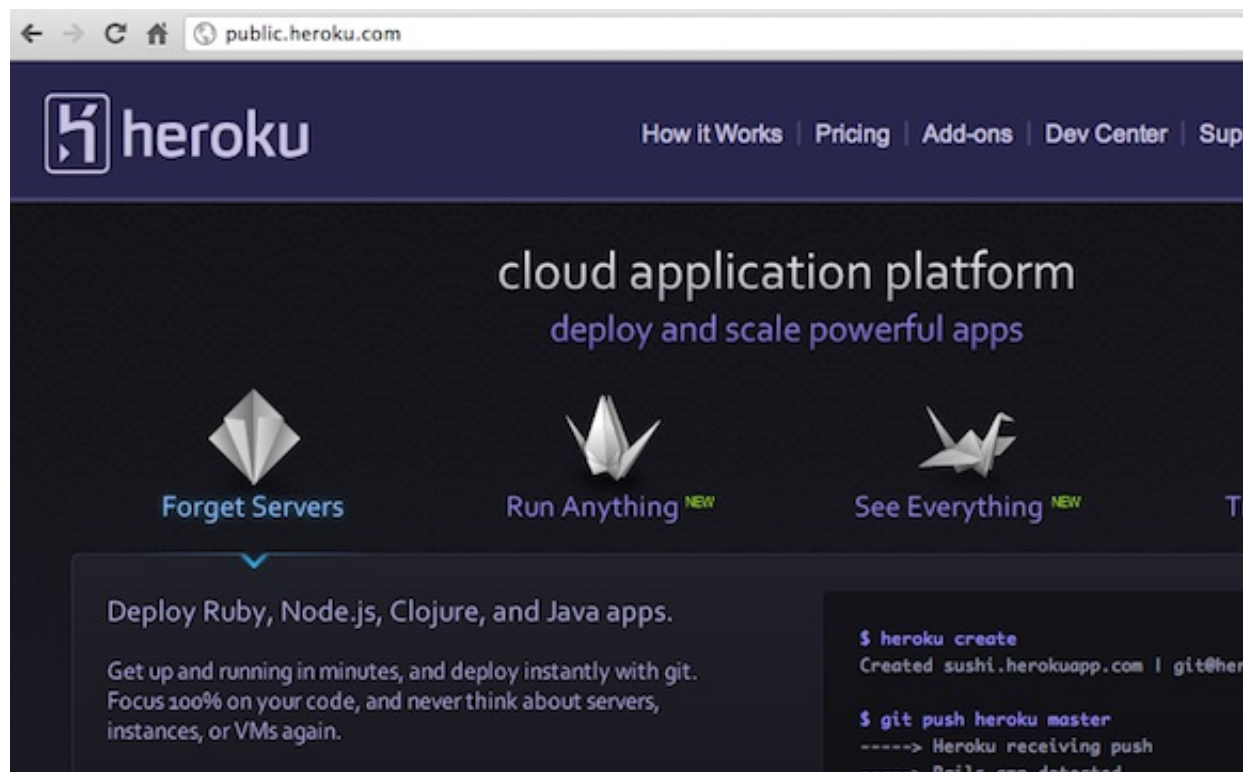 public.heroku.com
heroku
How it Works | Pricing | Add-ons | Dev Center | Sup
cloud application platform
deploy and scale powerful apps
Forget Servers
Run Anything NEW
See Everything NEW
Deploy Ruby, Node.js, Clojure, and Java apps.
Get up and running in minutes, and deploy instantly with git.
Focus 100% on your code, and never think about servers,
instances, or VMs again.
$ heroku create
Created sushi.herokuapp.com | git@her
$ git push heroku master
-----> Heroku receiving push
-----> Rails app detected